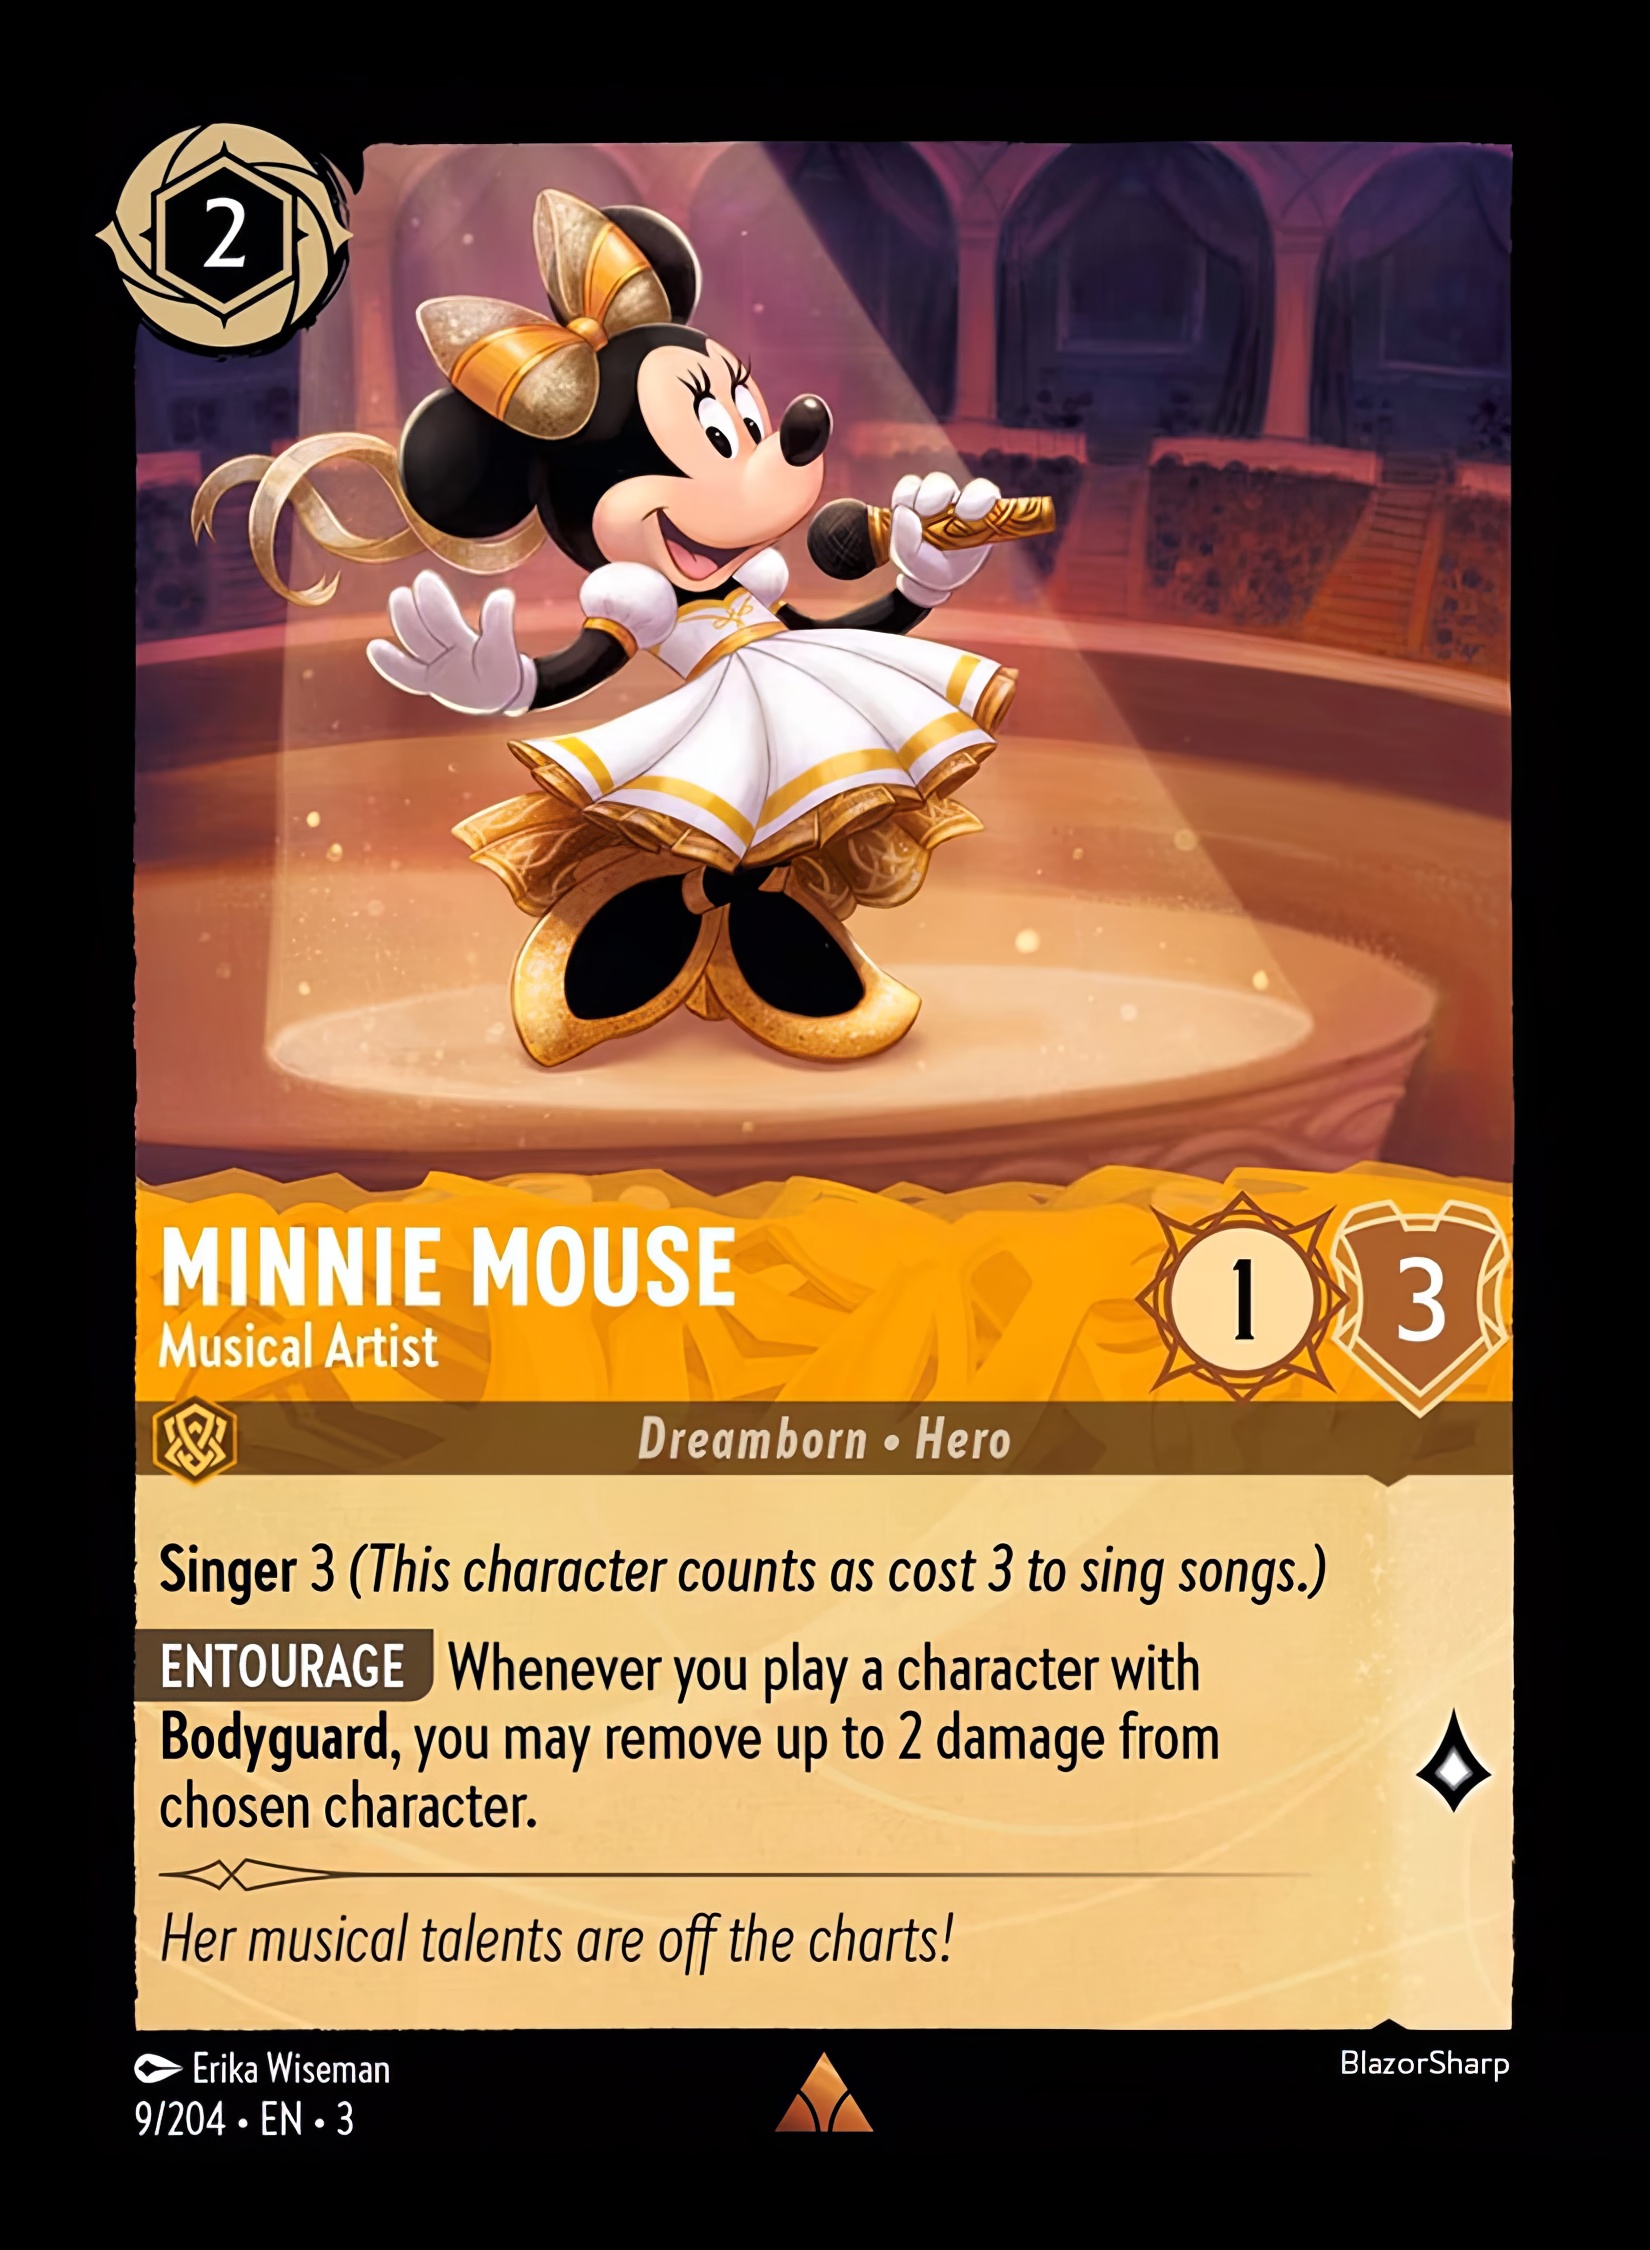 2
MINNIE MOUSE
Musical Artist
1
3
Dreamborn • Hero
Singer 3 (This character counts as cost 3 to sing songs.)
ENTOURAGE Whenever you play a character with
Bodyguard, you may remove up to 2 damage from
chosen character.
Her musical talents are off the charts!
Erika Wiseman
BlazorSharp
9/204 • EN • 3